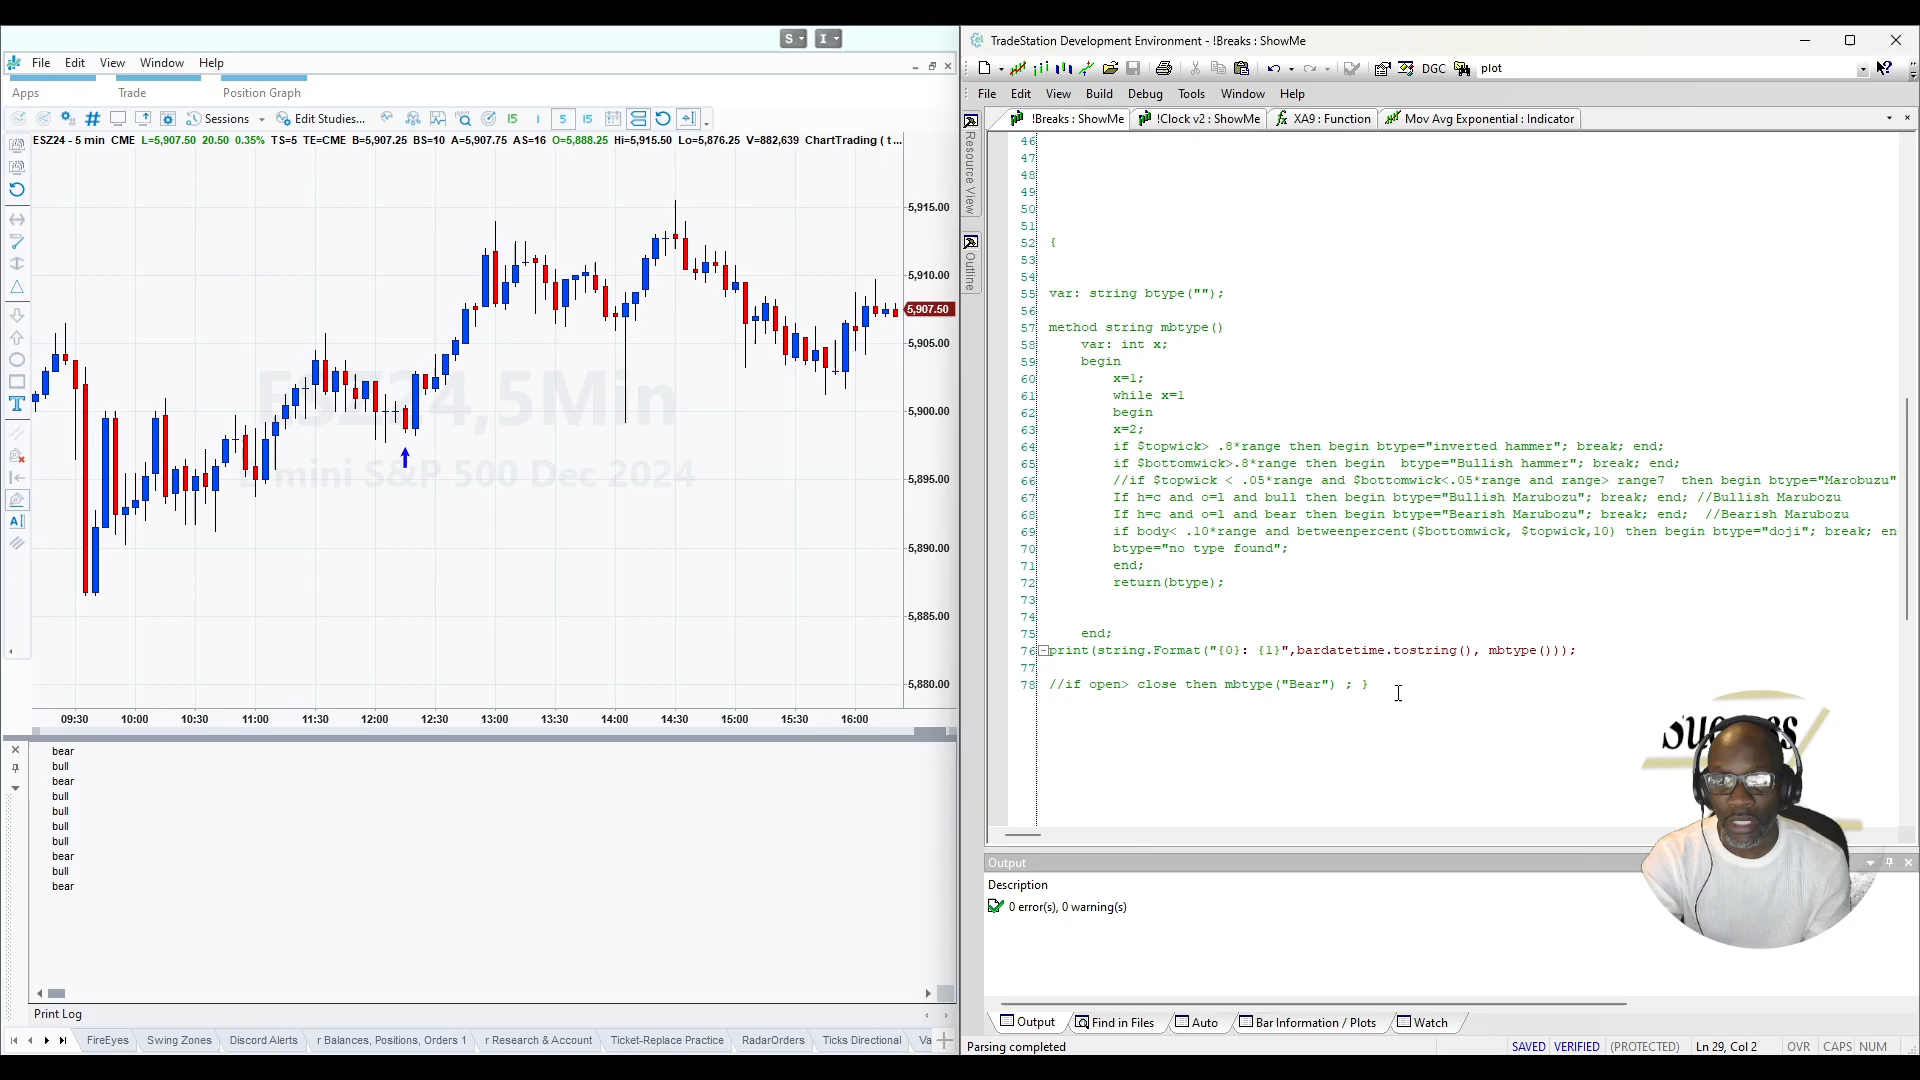 S I
File Edit View Window Help
Apps Trade Position Graph
Sessions Edit Studies... 15 1 5 15
ESZ24 - 5 min CME L=5,907.50 20.50 0.35% TS=5 TE=CME B=5,907.25 BS=10 A=5,907.75 AS=16 O=5,888.25 Hi=5,915.50 Lo=5,876.25 V=882,639 ChartTrading ( t...
5,915.00
5,910.00
5,907.50
5,905.00
5,900.00
5,895.00
5,890.00
5,885.00
5,880.00
ESZ24,5Min
E-mini S&P 500 Dec 2024
09:30 10:00 10:30 11:00 11:30 12:00 12:30 13:00 13:30 14:00 14:30 15:00 15:30 16:00
bear
bull
bear
bull
bull
bull
bull
bear
bull
bear
Print Log
FireEyes Swing Zones Discord Alerts r Balances, Positions, Orders 1 r Research & Account Ticket-Replace Practice RadarOrders Ticks Directional Va
TradeStation Development Environment - !Breaks : ShowMe
DGC plot
File Edit View Build Debug Tools Window Help
!Breaks : ShowMe !Clock v2 : ShowMe XA9 : Function Mov Avg Exponential : Indicator
Resource View
Outline
46
47
48
49
50
51
52 {
53
54
55 var: string btype("");
56
57 method string mbtype()
58 var: int x;
59 begin
60 x=1;
61 while x=1
62 begin
63 x=2;
64 if $topwick> .8*range then begin btype="inverted hammer"; break; end;
65 if $bottomwick>.8*range then begin btype="Bullish hammer"; break; end;
66 //if $topwick < .05*range and $bottomwick<.05*range and range> range7 then begin btype="Marobuzu"
67 If h=c and o=l and bull then begin btype="Bullish Marubozu"; break; end; //Bullish Marubozu
68 If h=c and o=l and bear then begin btype="Bearish Marubozu"; break; end; //Bearish Marubozu
69 if body< .10*range and betweenpercent($bottomwick, $topwick,10) then begin btype="doji"; break; en
70 btype="no type found";
71 end;
72 return(btype);
73
74
75 end;
76 print(string.Format("{0}: {1}",bardatetime.tostring(), mbtype()));
77
78 //if open> close then mbtype("Bear") ; }
success
Output
Description
0 error(s), 0 warning(s)
Output Find in Files Auto Bar Information / Plots Watch
Parsing completed SAVED VERIFIED (PROTECTED) Ln 29, Col 2 OVR CAPS NUM